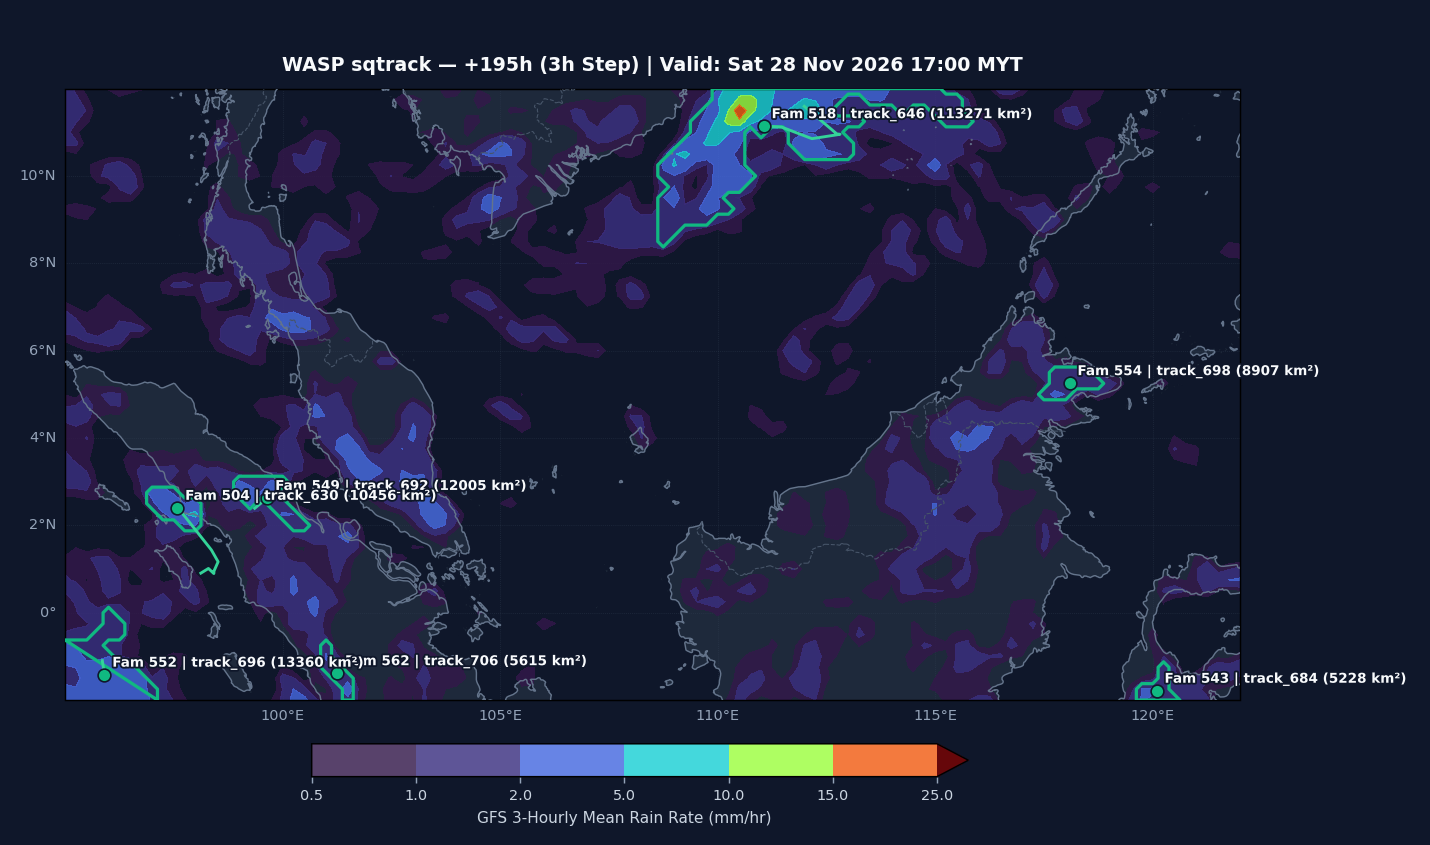 WASP sqtrack — +195h (3h Step) | Valid: Sat 28 Nov 2026 17:00 MYT
Fam 518 | track_646 (113271 km²)
10°N
8°N
6°N
Fam 554 | track_698 (8907 km²)
4°N
Fam 549 | track_692 (12005 km²)
Fam 504 | track_630 (10456 km²)
2°N
0°
Fam 552 | track_696 (13360 km²)
Fam 562 | track_706 (5615 km²)
Fam 543 | track_684 (5228 km²)
100°E 105°E 110°E 115°E 120°E
0.5 1.0 2.0 5.0 10.0 15.0 25.0
GFS 3-Hourly Mean Rain Rate (mm/hr)